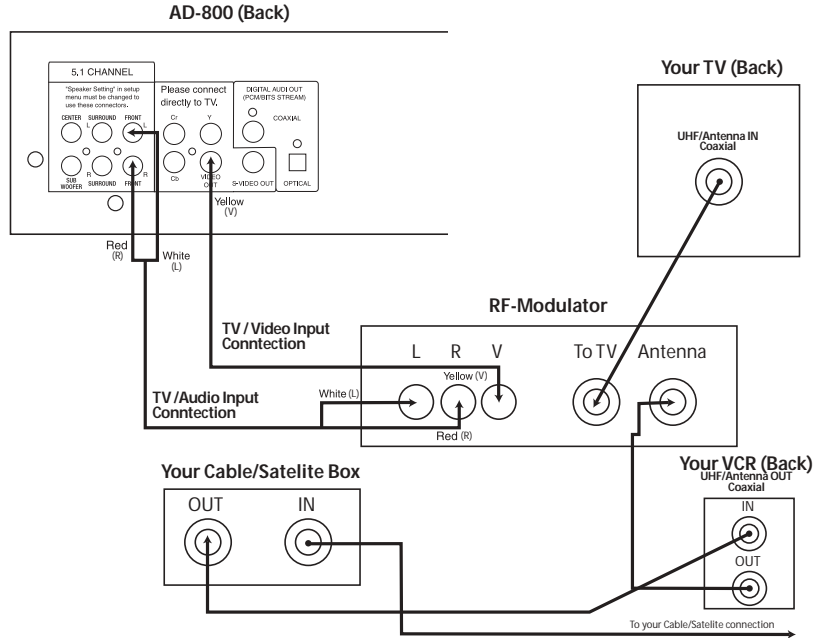 AD-800 (Back)
5.1 CHANNEL
"Speaker Setting" in setup
menu must be changed to
use these connectors.
CENTER SURROUND FRONT
L L
R R
SUB
WOOFER SURROUND FRONT
Please connect
directly to TV.
Cr Y
Cb VIDEO
OUT
DIGITAL AUDI OUT
(PCM/BITS STREAM)
COAXIAL
S-VIDEO OUT OPTICAL
Yellow
(V)
Red
(R)
White
(L)
Your TV (Back)
UHF/Antenna IN
Coaxial
RF-Modulator
L R V To TV Antenna
TV / Video Input
Conntection
Yellow (V)
White (L)
TV /Audio Input
Conntection
Red (R)
Your Cable/Satelite Box
OUT IN
Your VCR (Back)
UHF/Antenna OUT
Coaxial
IN
OUT
To your Cable/Satelite connection